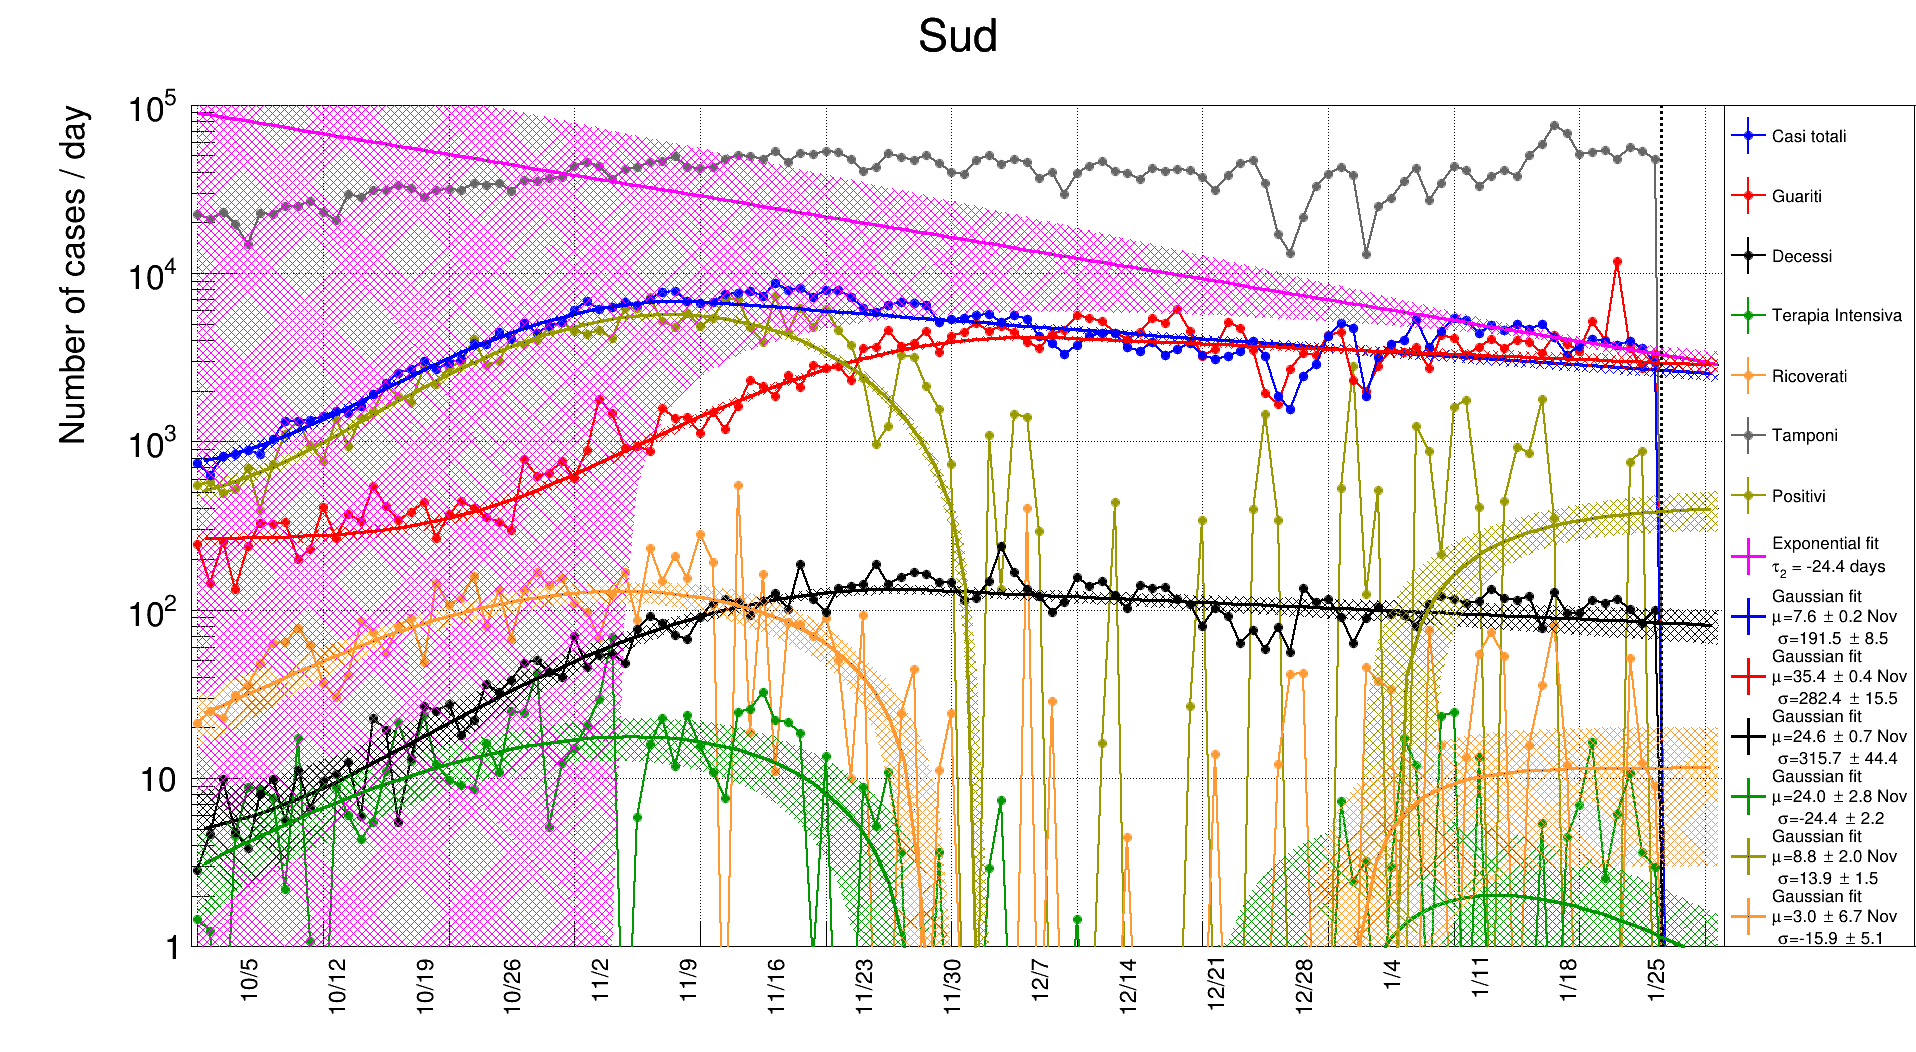 Sud
Number of cases / day
10^5
10^4
10^3
10^2
10
1
10/5 10/12 10/19 10/26 11/2 11/9 11/16 11/23 11/30 12/7 12/14 12/21 12/28 1/4 1/11 1/18 1/25
Casi totali
Guariti
Decessi
Terapia Intensiva
Ricoverati
Tamponi
Positivi
Exponential fit
τ₂ = -24.4 days
Gaussian fit
μ=7.6 ± 0.2 Nov
σ=191.5 ± 8.5
Gaussian fit
μ=35.4 ± 0.4 Nov
σ=282.4 ± 15.5
Gaussian fit
μ=24.6 ± 0.7 Nov
σ=315.7 ± 44.4
Gaussian fit
μ=24.0 ± 2.8 Nov
σ=-24.4 ± 2.2
Gaussian fit
μ=8.8 ± 2.0 Nov
σ=13.9 ± 1.5
Gaussian fit
μ=3.0 ± 6.7 Nov
σ=-15.9 ± 5.1